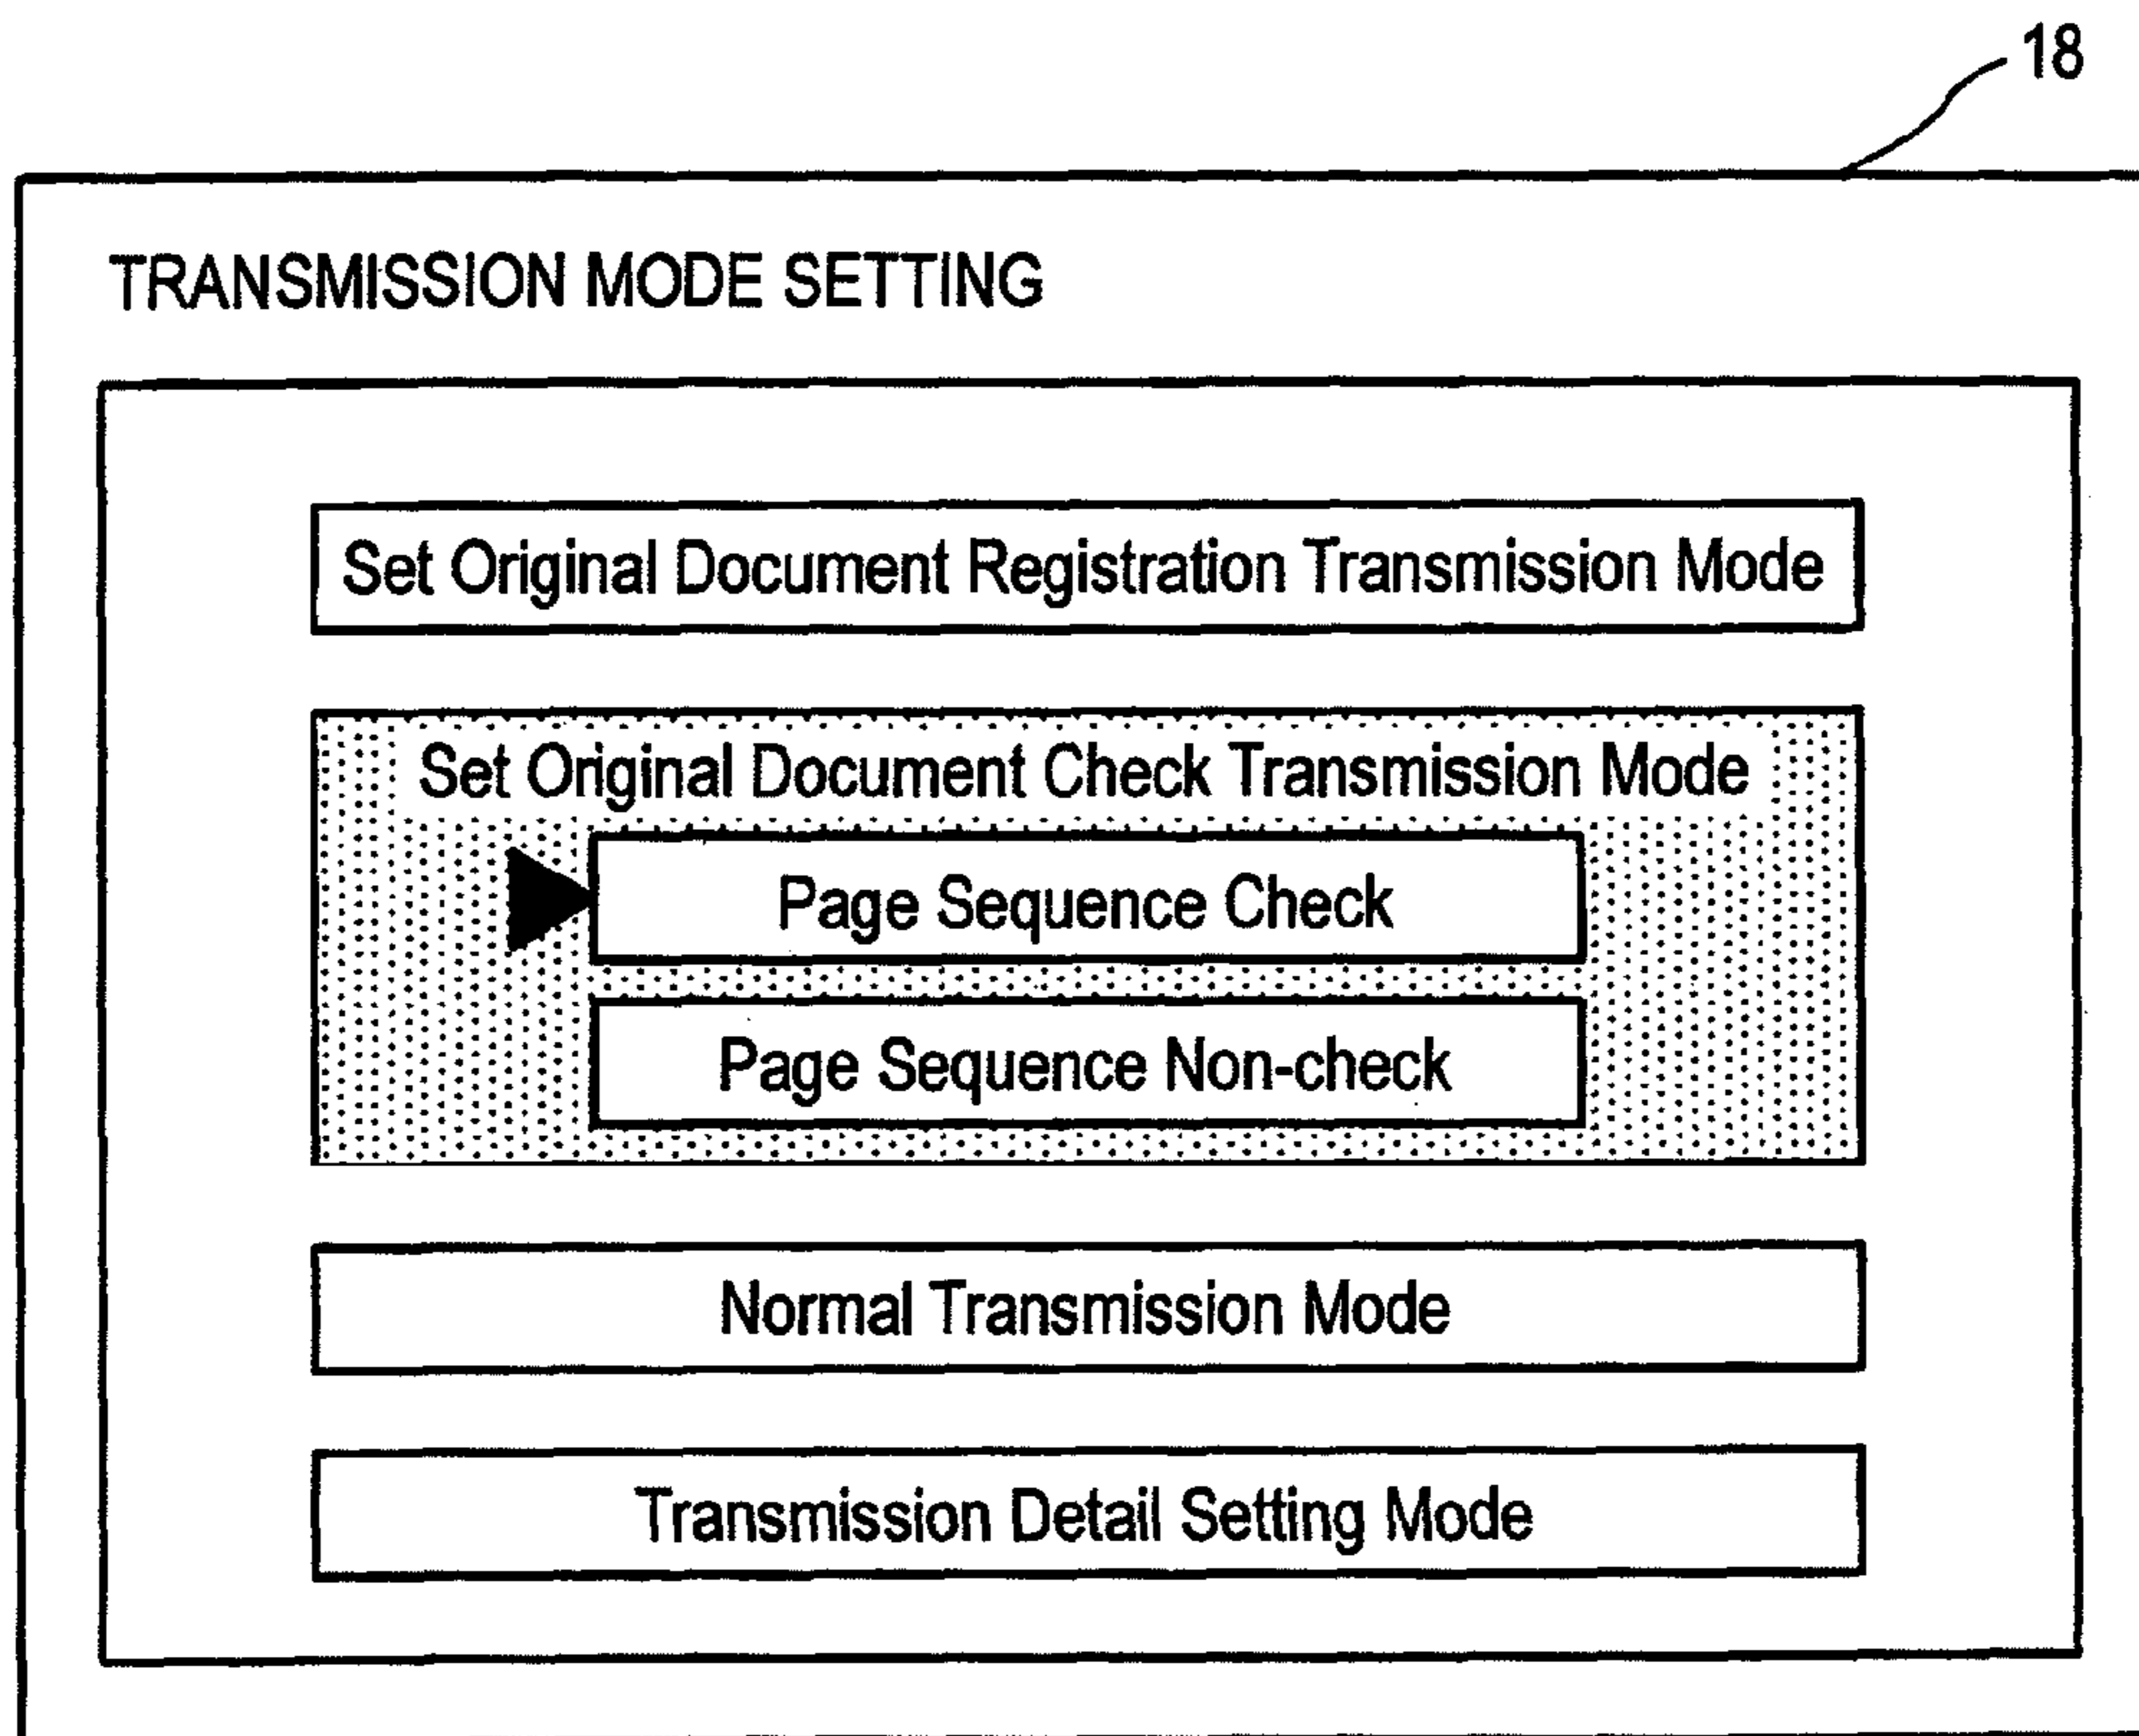 18
TRANSMISSION MODE SETTING
Set Original Document Registration Transmission Mode
Set Original Document Check Transmission Mode
Page Sequence Check
Page Sequence Non-check
Normal Transmission Mode
Transmission Detail Setting Mode